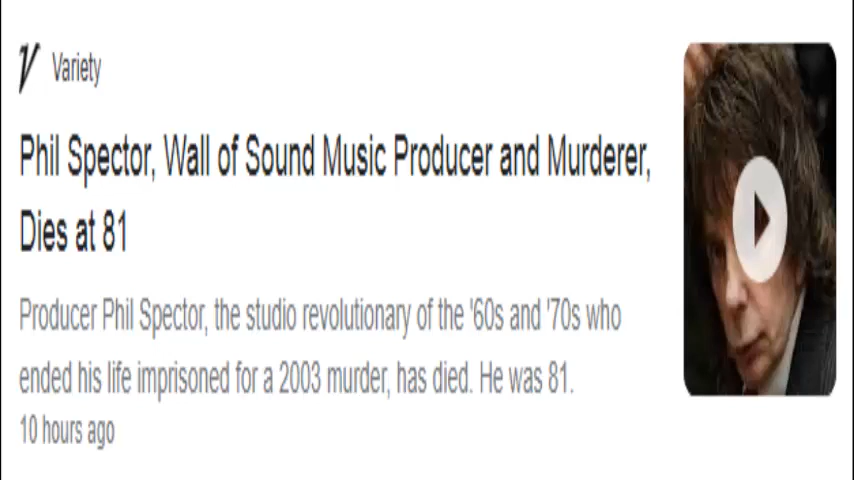 Variety
Phil Spector, Wall of Sound Music Producer and Murderer,
Dies at 81
Producer Phil Spector, the studio revolutionary of the '60s and '70s who
ended his life imprisoned for a 2003 murder, has died. He was 81.
10 hours ago